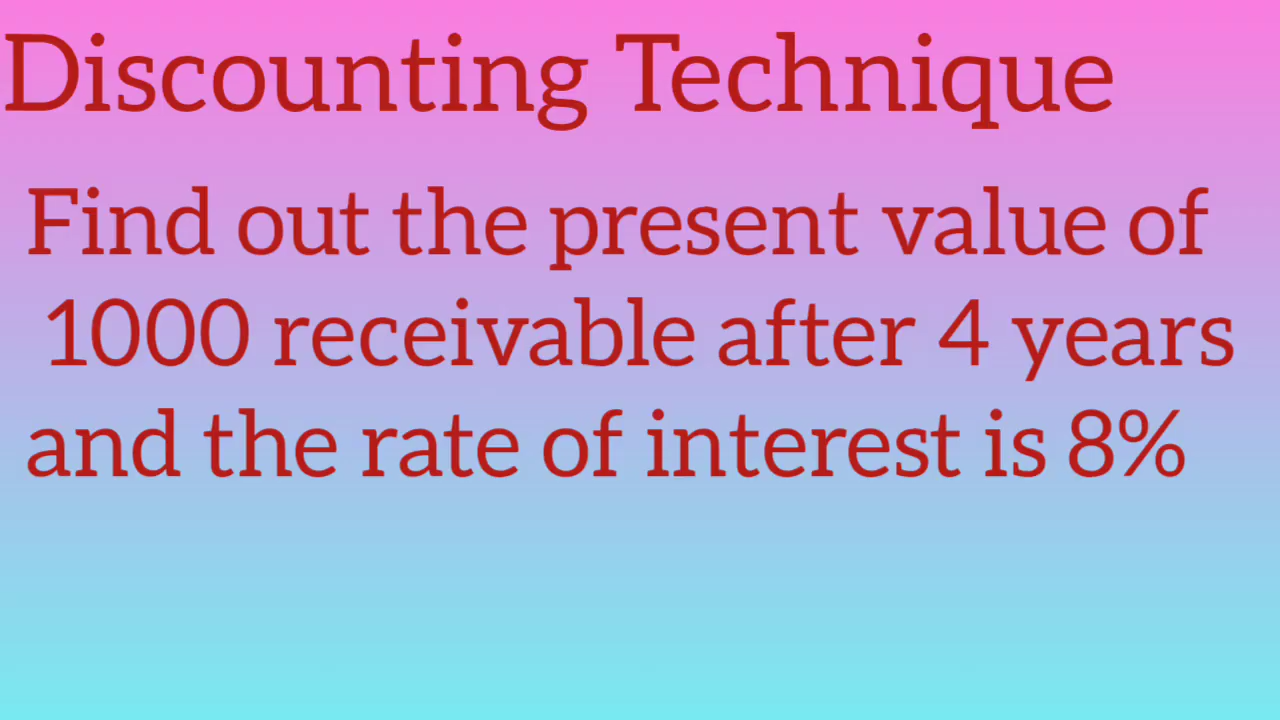 Discounting Technique
Find out the present value of
1000 receivable after 4 years
and the rate of interest is 8%